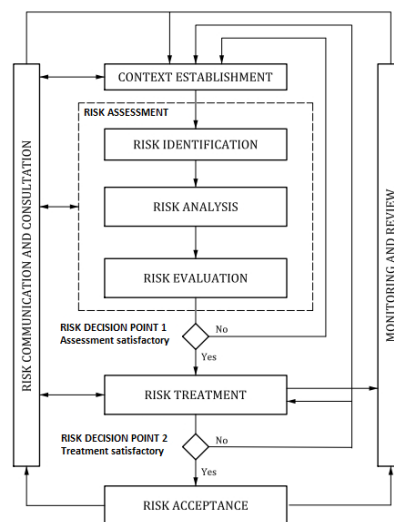 CONTEXT ESTABLISHMENT
RISK ASSESSMENT
RISK IDENTIFICATION
RISK ANALYSIS
RISK EVALUATION
RISK DECISION POINT 1
Assessment satisfactory
No
Yes
RISK TREATMENT
RISK DECISION POINT 2
Treatment satisfactory
No
Yes
RISK ACCEPTANCE
RISK COMMUNICATION AND CONSULTATION
MONITORING AND REVIEW